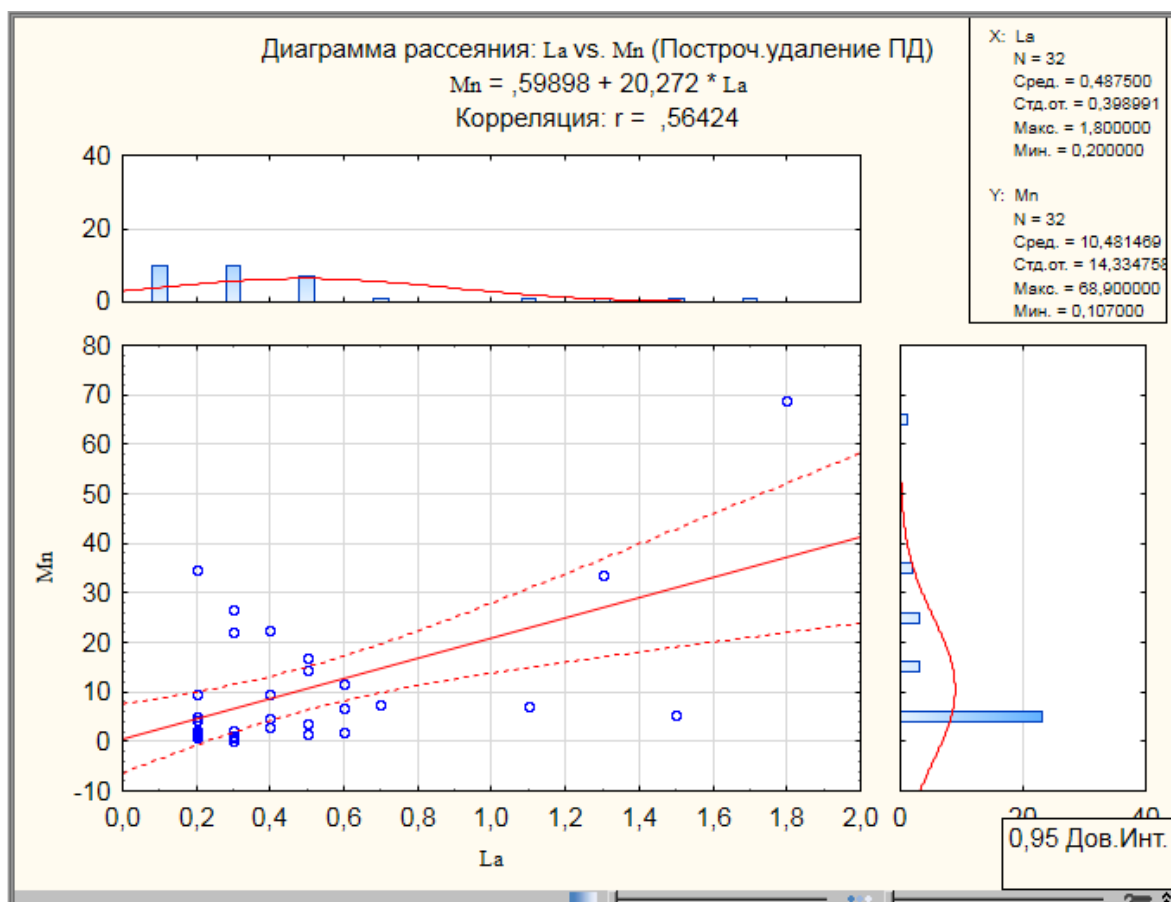 Диаграмма рассеяния: La vs. Mn (Построч.удаление ПД)
Mn = ,59898 + 20,272 * La
Корреляция: r = ,56424
X: La
N = 32
Сред. = 0,487500
Стд.от. = 0,398991
Макс. = 1,800000
Мин. = 0,200000
Y: Mn
N = 32
Сред. = 10,481469
Стд.от. = 14,334758
Макс. = 68,900000
Мин. = 0,107000
40
20
0
80
70
60
50
40
30
20
10
0
-10
Mn
0,0 0,2 0,4 0,6 0,8 1,0 1,2 1,4 1,6 1,8 2,0
La
0 20 40
0,95 Дов.Инт.